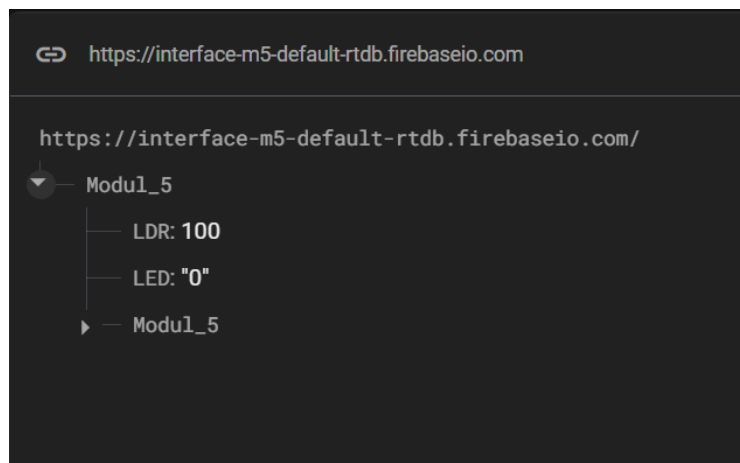 https://interface-m5-default-rtdb.firebaseio.com
https://interface-m5-default-rtdb.firebaseio.com/
Modul_5
LDR: 100
LED: "0"
Modul_5